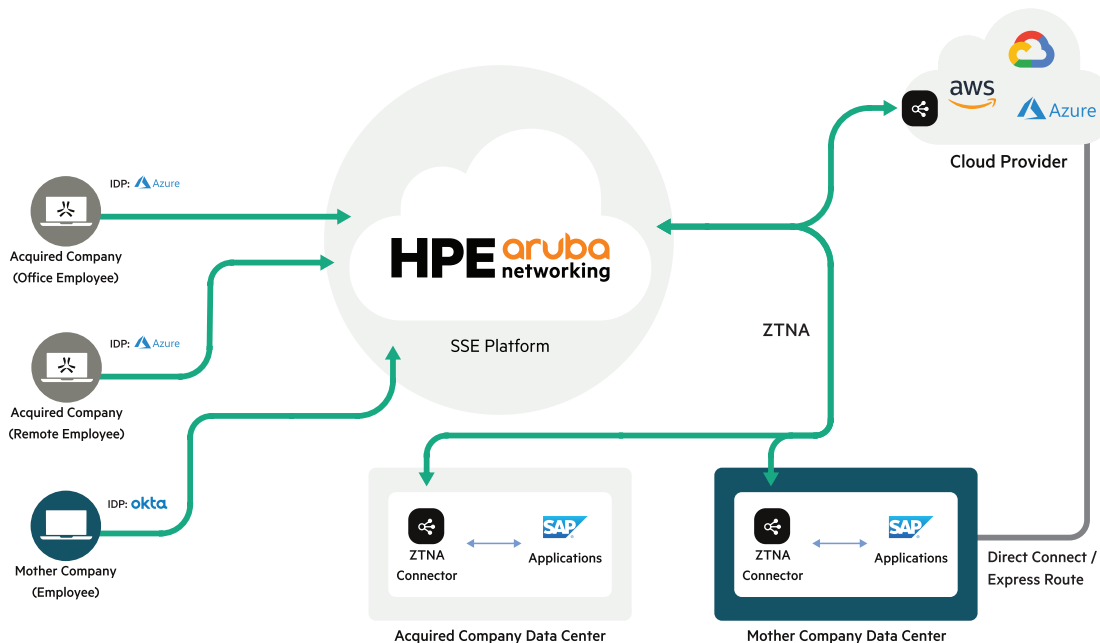 aws
Azure
Cloud Provider
IDP: Azure
Acquired Company
(Office Employee)
HPE aruba
networking
SSE Platform
ZTNA
IDP: Azure
Acquired Company
(Remote Employee)
IDP: okta
Mother Company
(Employee)
ZTNA
Connector
SAP
Applications
Acquired Company Data Center
ZTNA
Connector
SAP
Applications
Mother Company Data Center
Direct Connect /
Express Route